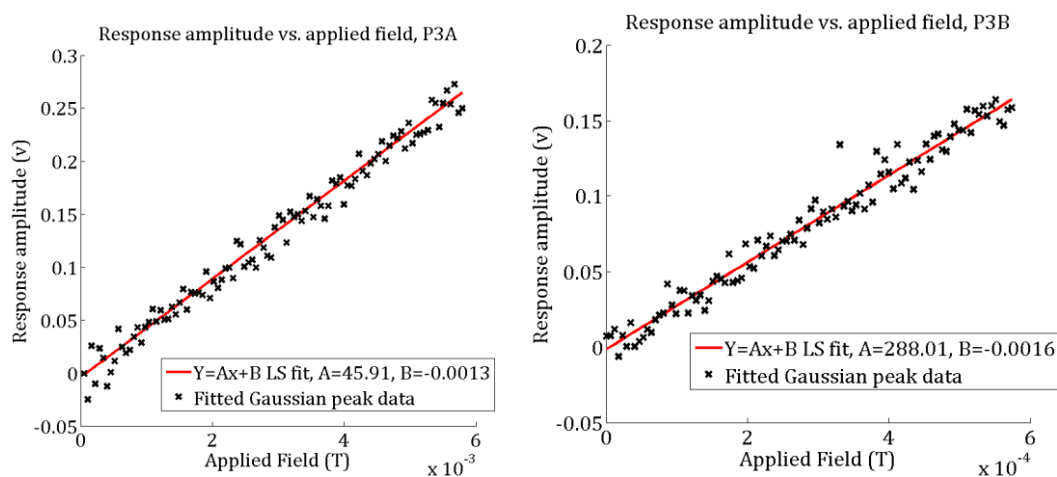 Response amplitude vs. applied field, P3A
0.3
0.25
0.2
0.15
0.1
0.05
0
-0.05
Response amplitude (v)
Y=Ax+B LS fit, A=45.91, B=-0.0013
Fitted Gaussian peak data
0
2
4
6
Applied Field (T)
x 10⁻³
Response amplitude vs. applied field, P3B
0.2
0.15
0.1
0.05
0
-0.05
Response amplitude (v)
Y=Ax+B LS fit, A=288.01, B=-0.0016
Fitted Gaussian peak data
0
2
4
6
Applied Field (T)
x 10⁻⁴